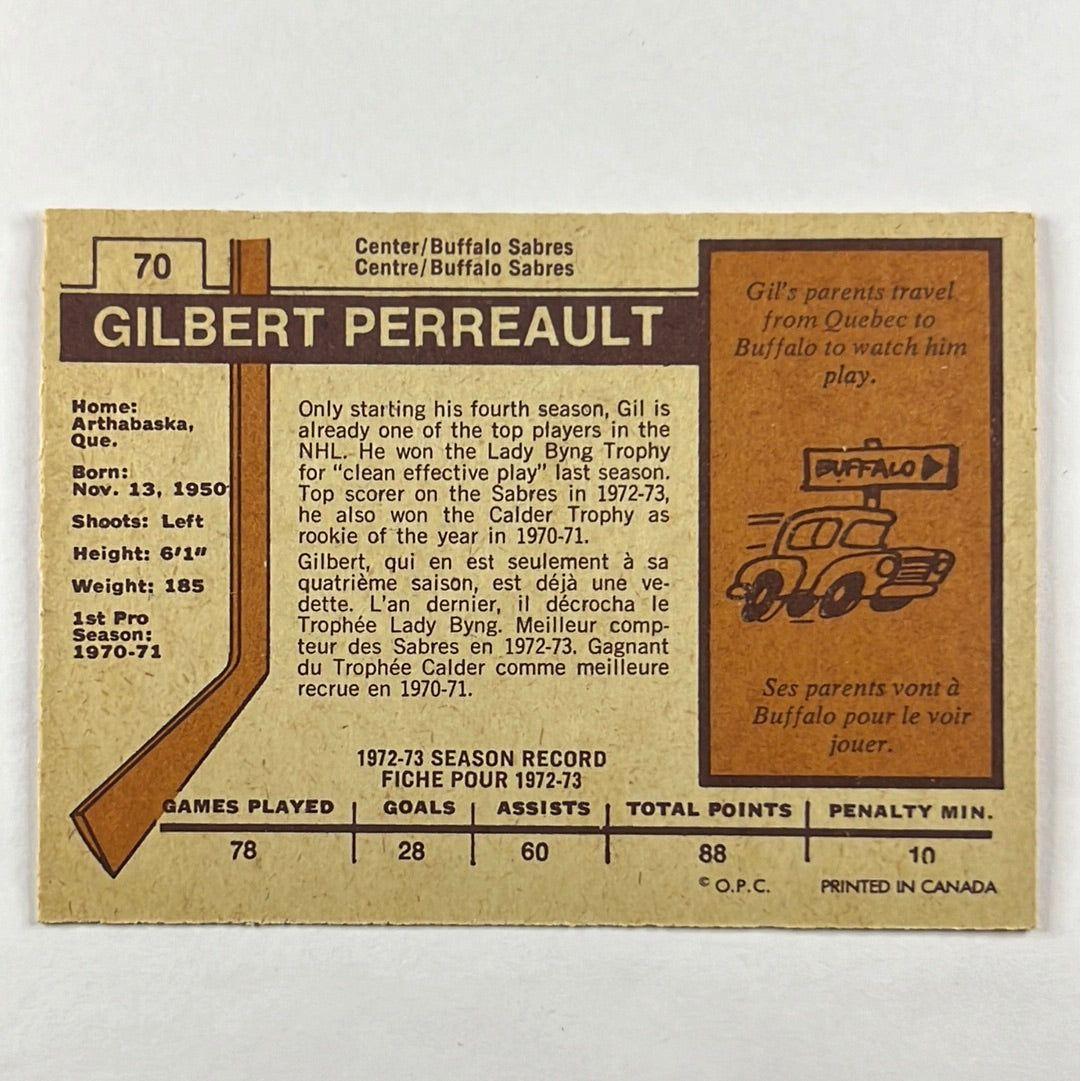 70
Center/Buffalo Sabres
Centre/Buffalo Sabres
GILBERT PERREAULT
Home:
Arthabaska,
Que.
Born:
Nov. 13, 1950
Shoots: Left
Height: 6'1"
Weight: 185
1st Pro
Season:
1970-71
Only starting his fourth season, Gil is
already one of the top players in the
NHL. He won the Lady Byng Trophy
for "clean effective play" last season.
Top scorer on the Sabres in 1972-73,
he also won the Calder Trophy as
rookie of the year in 1970-71.
Gilbert, qui en est seulement à sa
quatrième saison, est déjà une ve-
dette. L'an dernier, il décrocha le
Trophée Lady Byng. Meilleur comp-
teur des Sabres en 1972-73. Gagnant
du Trophée Calder comme meilleure
recrue en 1970-71.
Gil's parents travel
from Quebec to
Buffalo to watch him
play.
BUFFALO
Ses parents vont à
Buffalo pour le voir
jouer.
1972-73 SEASON RECORD
FICHE POUR 1972-73
GAMES PLAYED GOALS ASSISTS TOTAL POINTS PENALTY MIN.
78 28 60 88 10
© O.P.C. PRINTED IN CANADA